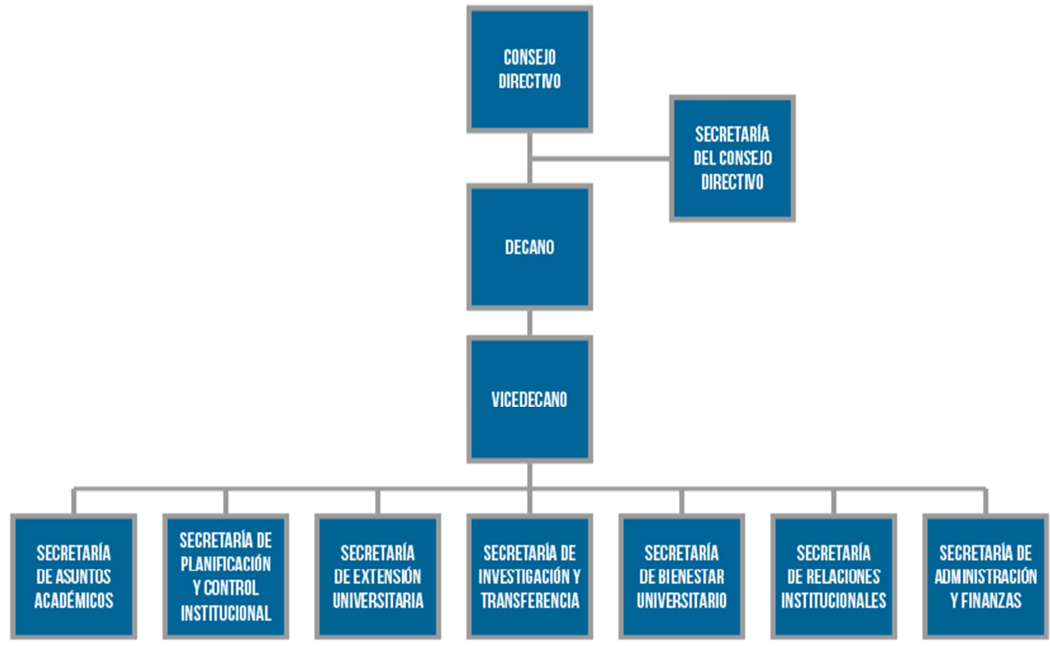 CONSEJO
DIRECTIVO
SECRETARÍA
DEL CONSEJO
DIRECTIVO
DECANO
VICEDECANO
SECRETARÍA
DE ASUNTOS
ACADÉMICOS
SECRETARÍA DE
PLANIFICACIÓN
Y CONTROL
INSTITUCIONAL
SECRETARÍA
DE EXTENSIÓN
UNIVERSITARIA
SECRETARÍA DE
INVESTIGACIÓN Y
TRANSFERENCIA
SECRETARÍA
DE BIENESTAR
UNIVERSITARIO
SECRETARÍA
DE RELACIONES
INSTITUCIONALES
SECRETARÍA DE
ADMINISTRACIÓN
Y FINANZAS